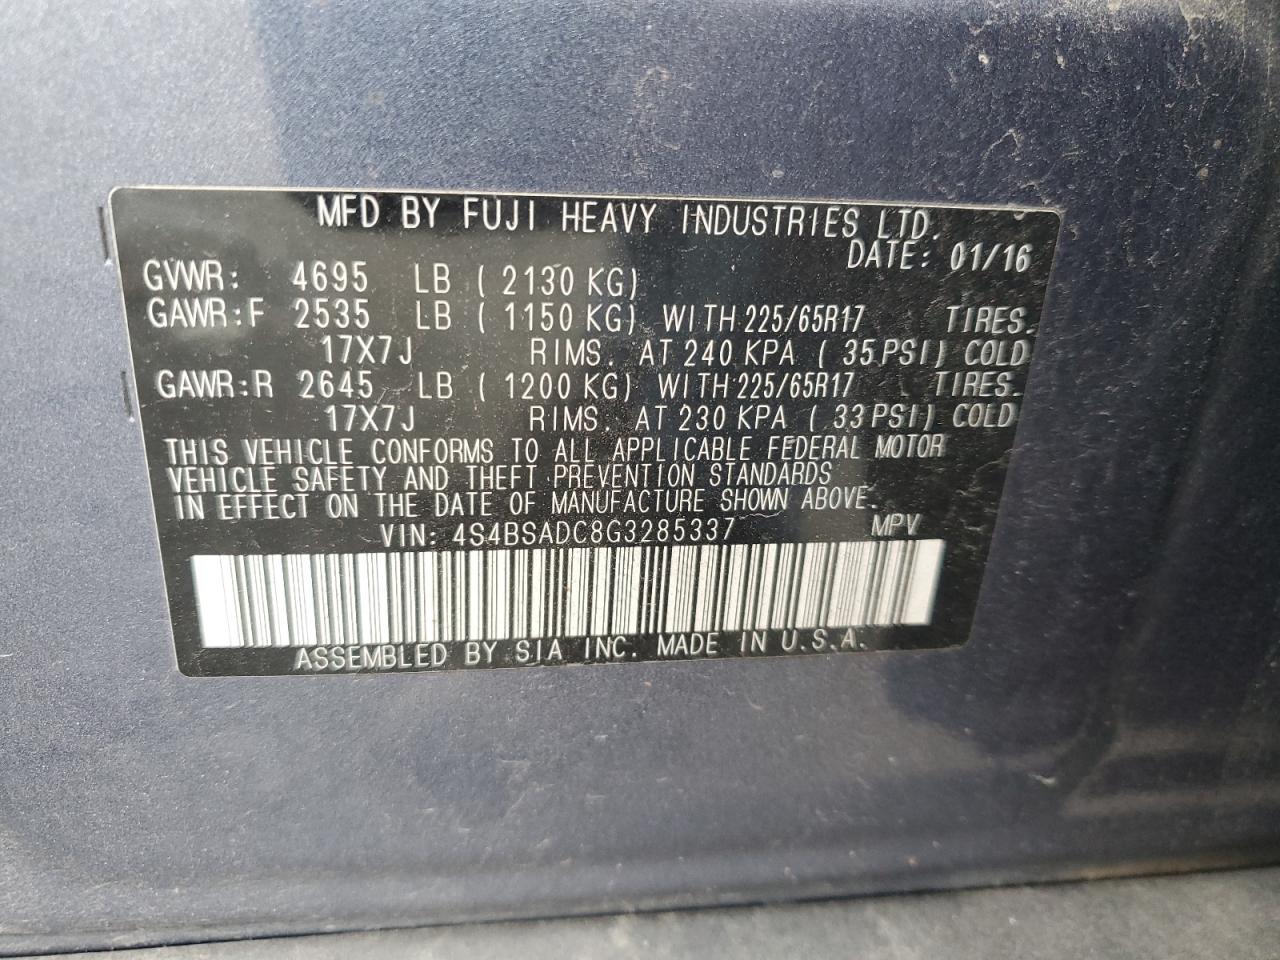 MFD BY FUJI HEAVY INDUSTRIES LTD.
DATE: 01/16
GVWR: 4695 LB ( 2130 KG)
GAWR:F 2535 LB ( 1150 KG) WITH 225/65R17 TIRES.
17X7J RIMS. AT 240 KPA ( 35 PSI) COLD
GAWR:R 2645 LB ( 1200 KG) WITH 225/65R17 TIRES.
17X7J RIMS. AT 230 KPA ( 33 PSI) COLD
THIS VEHICLE CONFORMS TO ALL APPLICABLE FEDERAL MOTOR
VEHICLE SAFETY AND THEFT PREVENTION STANDARDS
IN EFFECT ON THE DATE OF MANUFACTURE SHOWN ABOVE.
VIN: 4S4BSADC8G3285337 MPV
ASSEMBLED BY SIA INC. MADE IN U.S.A.